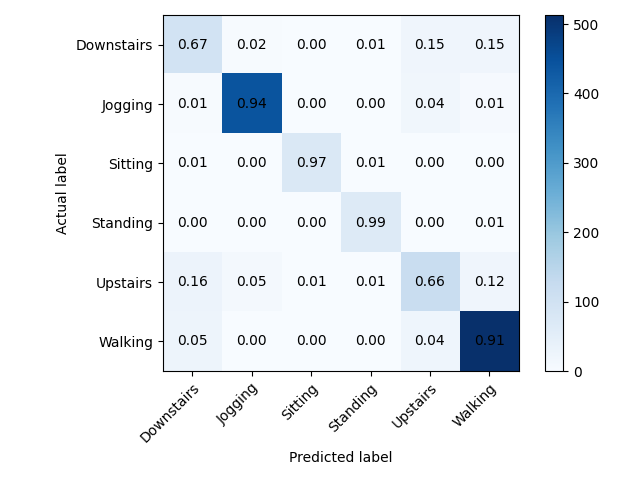 Downstairs 0.67 0.02 0.00 0.01 0.15 0.15
Jogging 0.01 0.94 0.00 0.00 0.04 0.01
Sitting 0.01 0.00 0.97 0.01 0.00 0.00
Standing 0.00 0.00 0.00 0.99 0.00 0.01
Upstairs 0.16 0.05 0.01 0.01 0.66 0.12
Walking 0.05 0.00 0.00 0.00 0.04 0.91
Actual label
Downstairs Jogging Sitting Standing Upstairs Walking
Predicted label
500
400
300
200
100
0